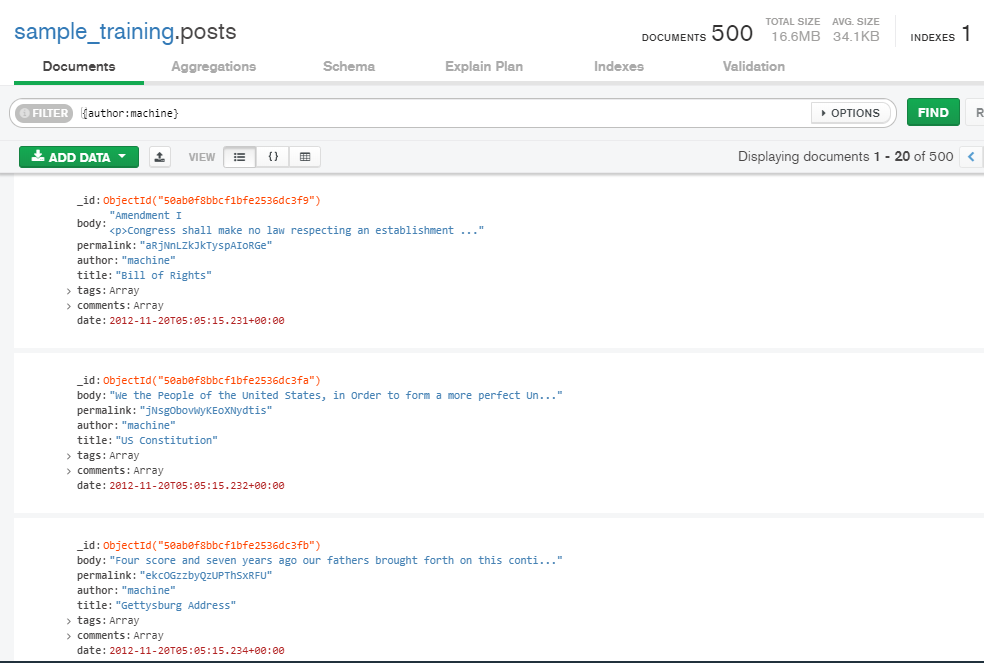 sample_training.posts
DOCUMENTS 500 TOTAL SIZE 16.6MB AVG. SIZE 34.1KB INDEXES 1
Documents Aggregations Schema Explain Plan Indexes Validation
FILTER {author:machine} OPTIONS FIND R
ADD DATA VIEW {} Displaying documents 1 - 20 of 500
_id:ObjectId("50ab0f8bbcf1bfe2536dc3f9")
"Amendment I
body:
<p>Congress shall make no law respecting an establishment ..."
permalink:"aRjNnLZkJkTyspAIoRGe"
author:"machine"
title:"Bill of Rights"
tags:Array
comments:Array
date:2012-11-20T05:05:15.231+00:00
_id:ObjectId("50ab0f8bbcf1bfe2536dc3fa")
body:"We the People of the United States, in Order to form a more perfect Un..."
permalink:"jNsgObovWyKEoXNydtis"
author:"machine"
title:"US Constitution"
tags:Array
comments:Array
date:2012-11-20T05:05:15.232+00:00
_id:ObjectId("50ab0f8bbcf1bfe2536dc3fb")
body:"Four score and seven years ago our fathers brought forth on this conti..."
permalink:"ekcOGzzbyQzUPThSxRFU"
author:"machine"
title:"Gettysburg Address"
tags:Array
comments:Array
date:2012-11-20T05:05:15.234+00:00